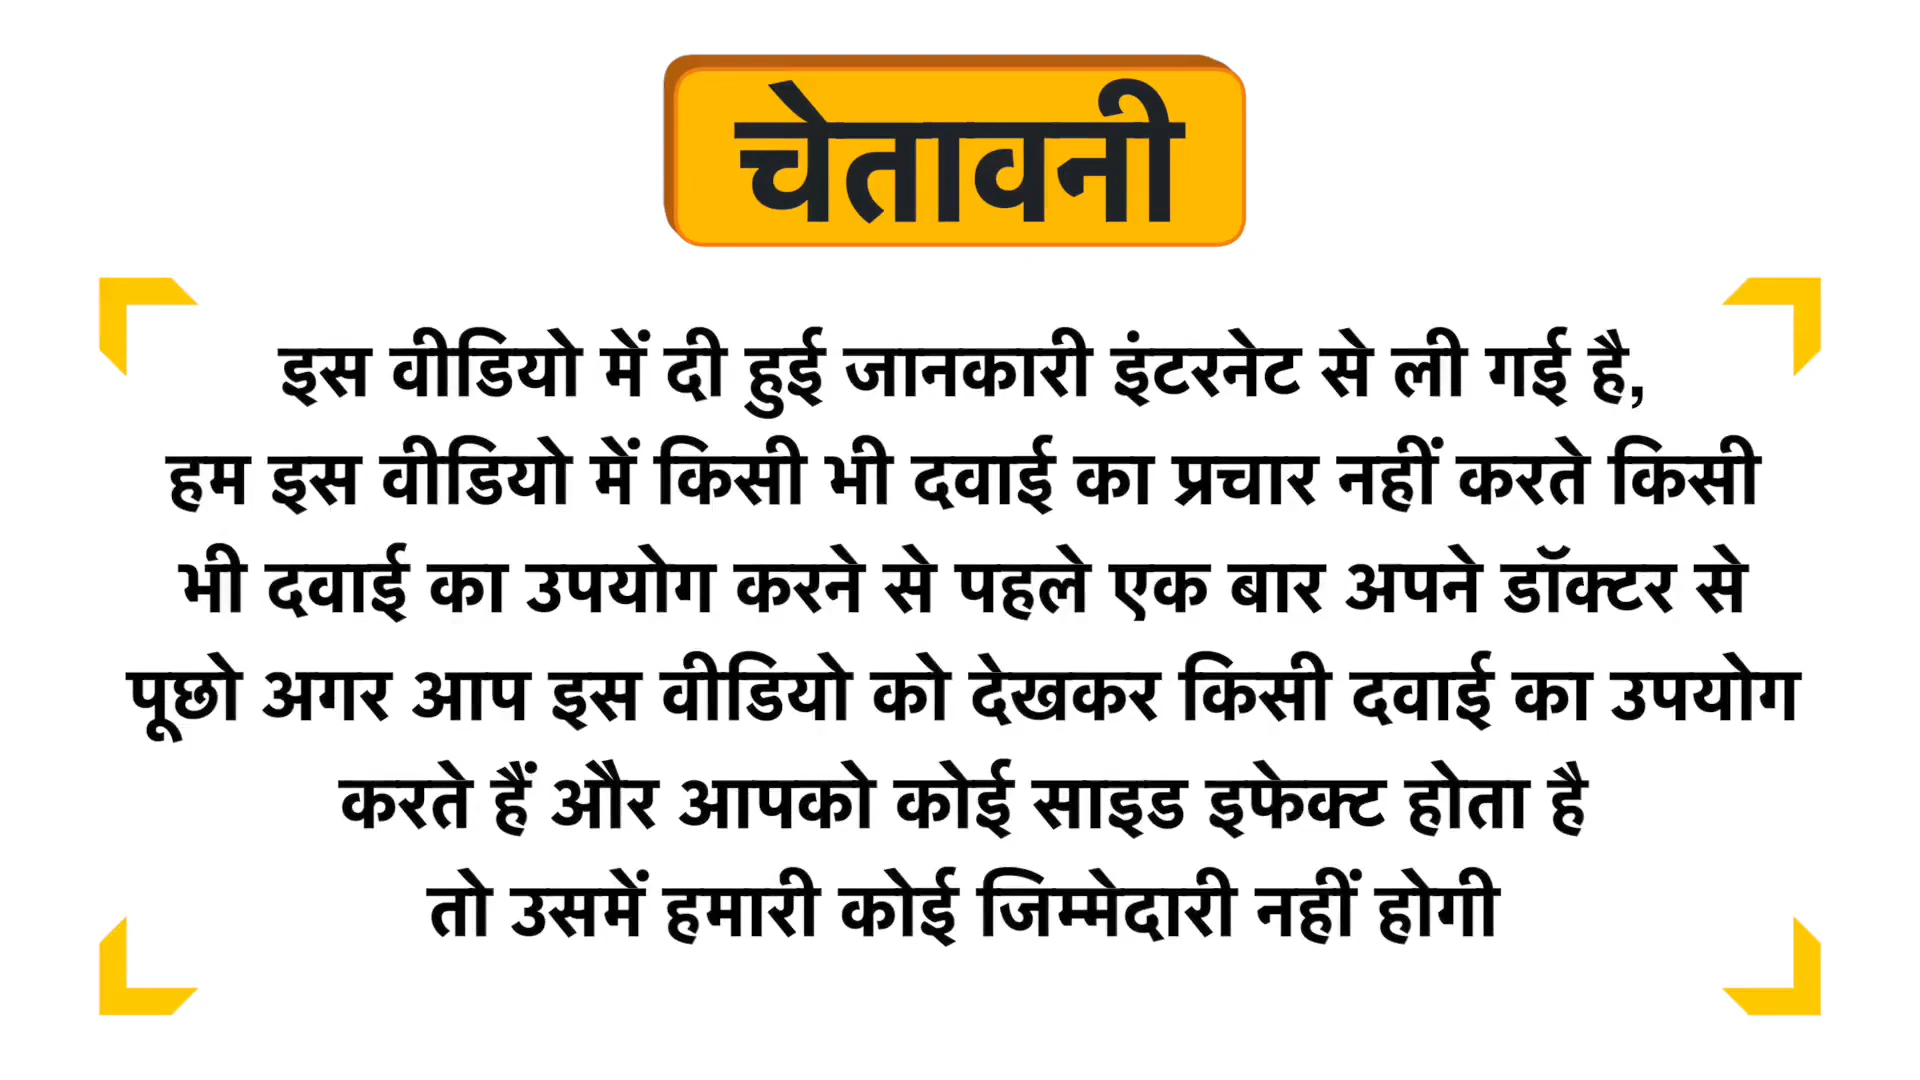 चेतावनी
इस वीडियो में दी हुई जानकारी इंटरनेट से ली गई है,
हम इस वीडियो में किसी भी दवाई का प्रचार नहीं करते किसी
भी दवाई का उपयोग करने से पहले एक बार अपने डॉक्टर से
पूछो अगर आप इस वीडियो को देखकर किसी दवाई का उपयोग
करते हैं और आपको कोई साइड इफेक्ट होता है
तो उसमें हमारी कोई जिम्मेदारी नहीं होगी